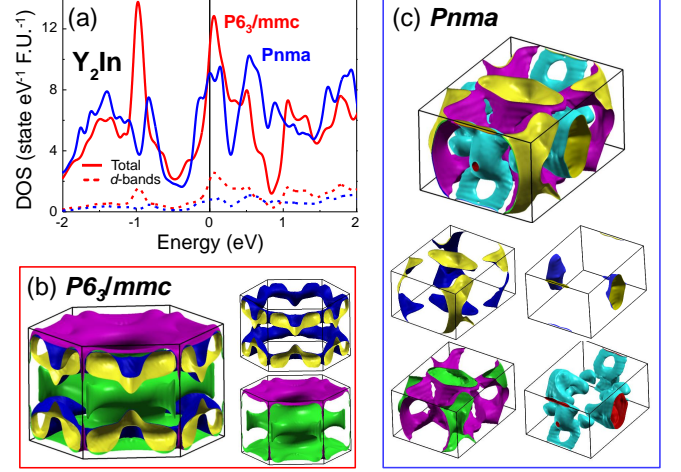 (a)
P6₃/mmc
Pnma
Y₂In
DOS (state eV⁻¹ F.U.⁻¹)
12
8
4
0
Total
d-bands
-2
-1
0
1
2
Energy (eV)
(b) P6₃/mmc
(c) Pnma